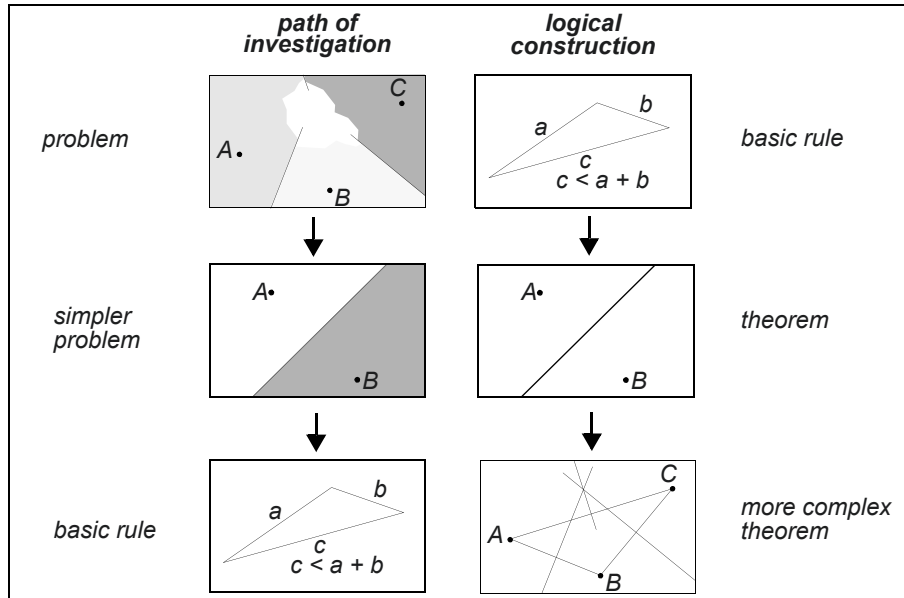 path of
investigation
logical
construction
problem
A
B
C
a
b
c
c < a + b
basic rule
simpler
problem
A
B
A
B
theorem
basic rule
a
b
c
c < a + b
A
B
C
more complex
theorem